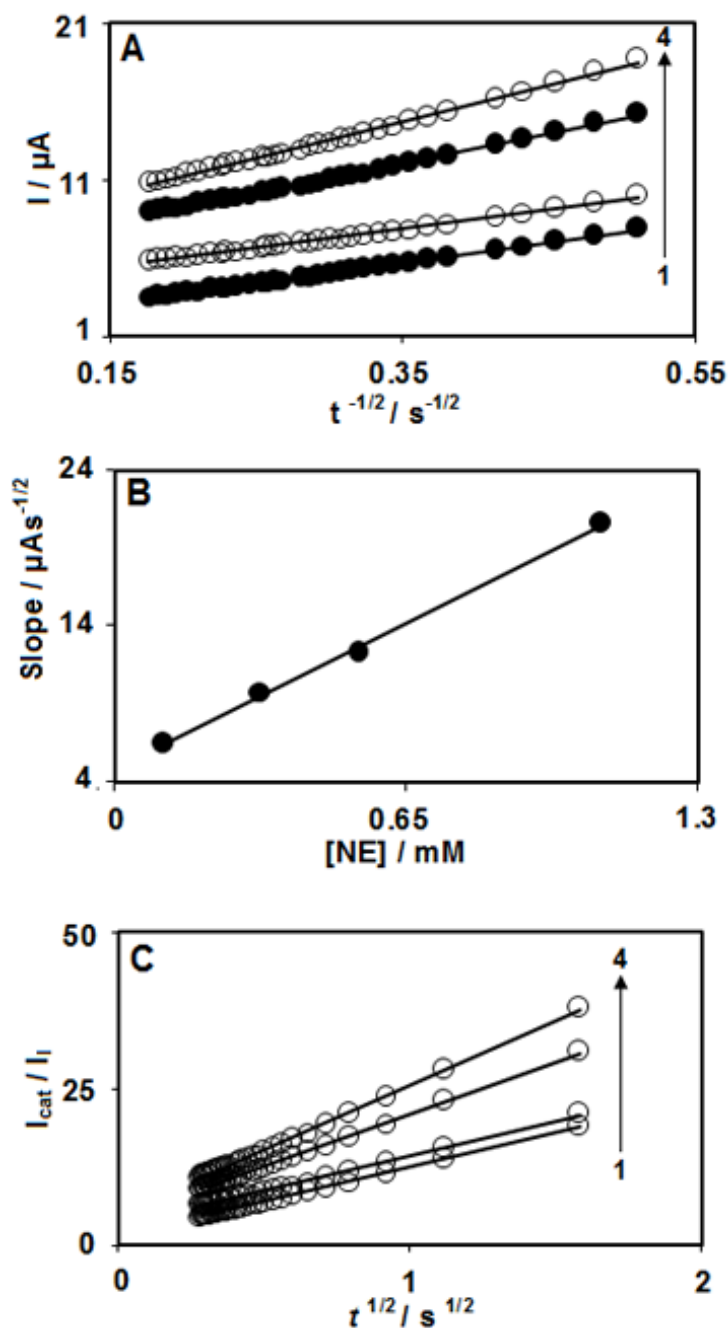 21
A
4
I / µA
11
1
1
0.15
0.35
0.55
t -1/2 / s-1/2
24
B
Slope / µAs-1/2
14
4
0
0.65
1.3
[NE] / mM
50
C
4
Icat / Il
25
1
0
0
1
2
t 1/2 / s 1/2